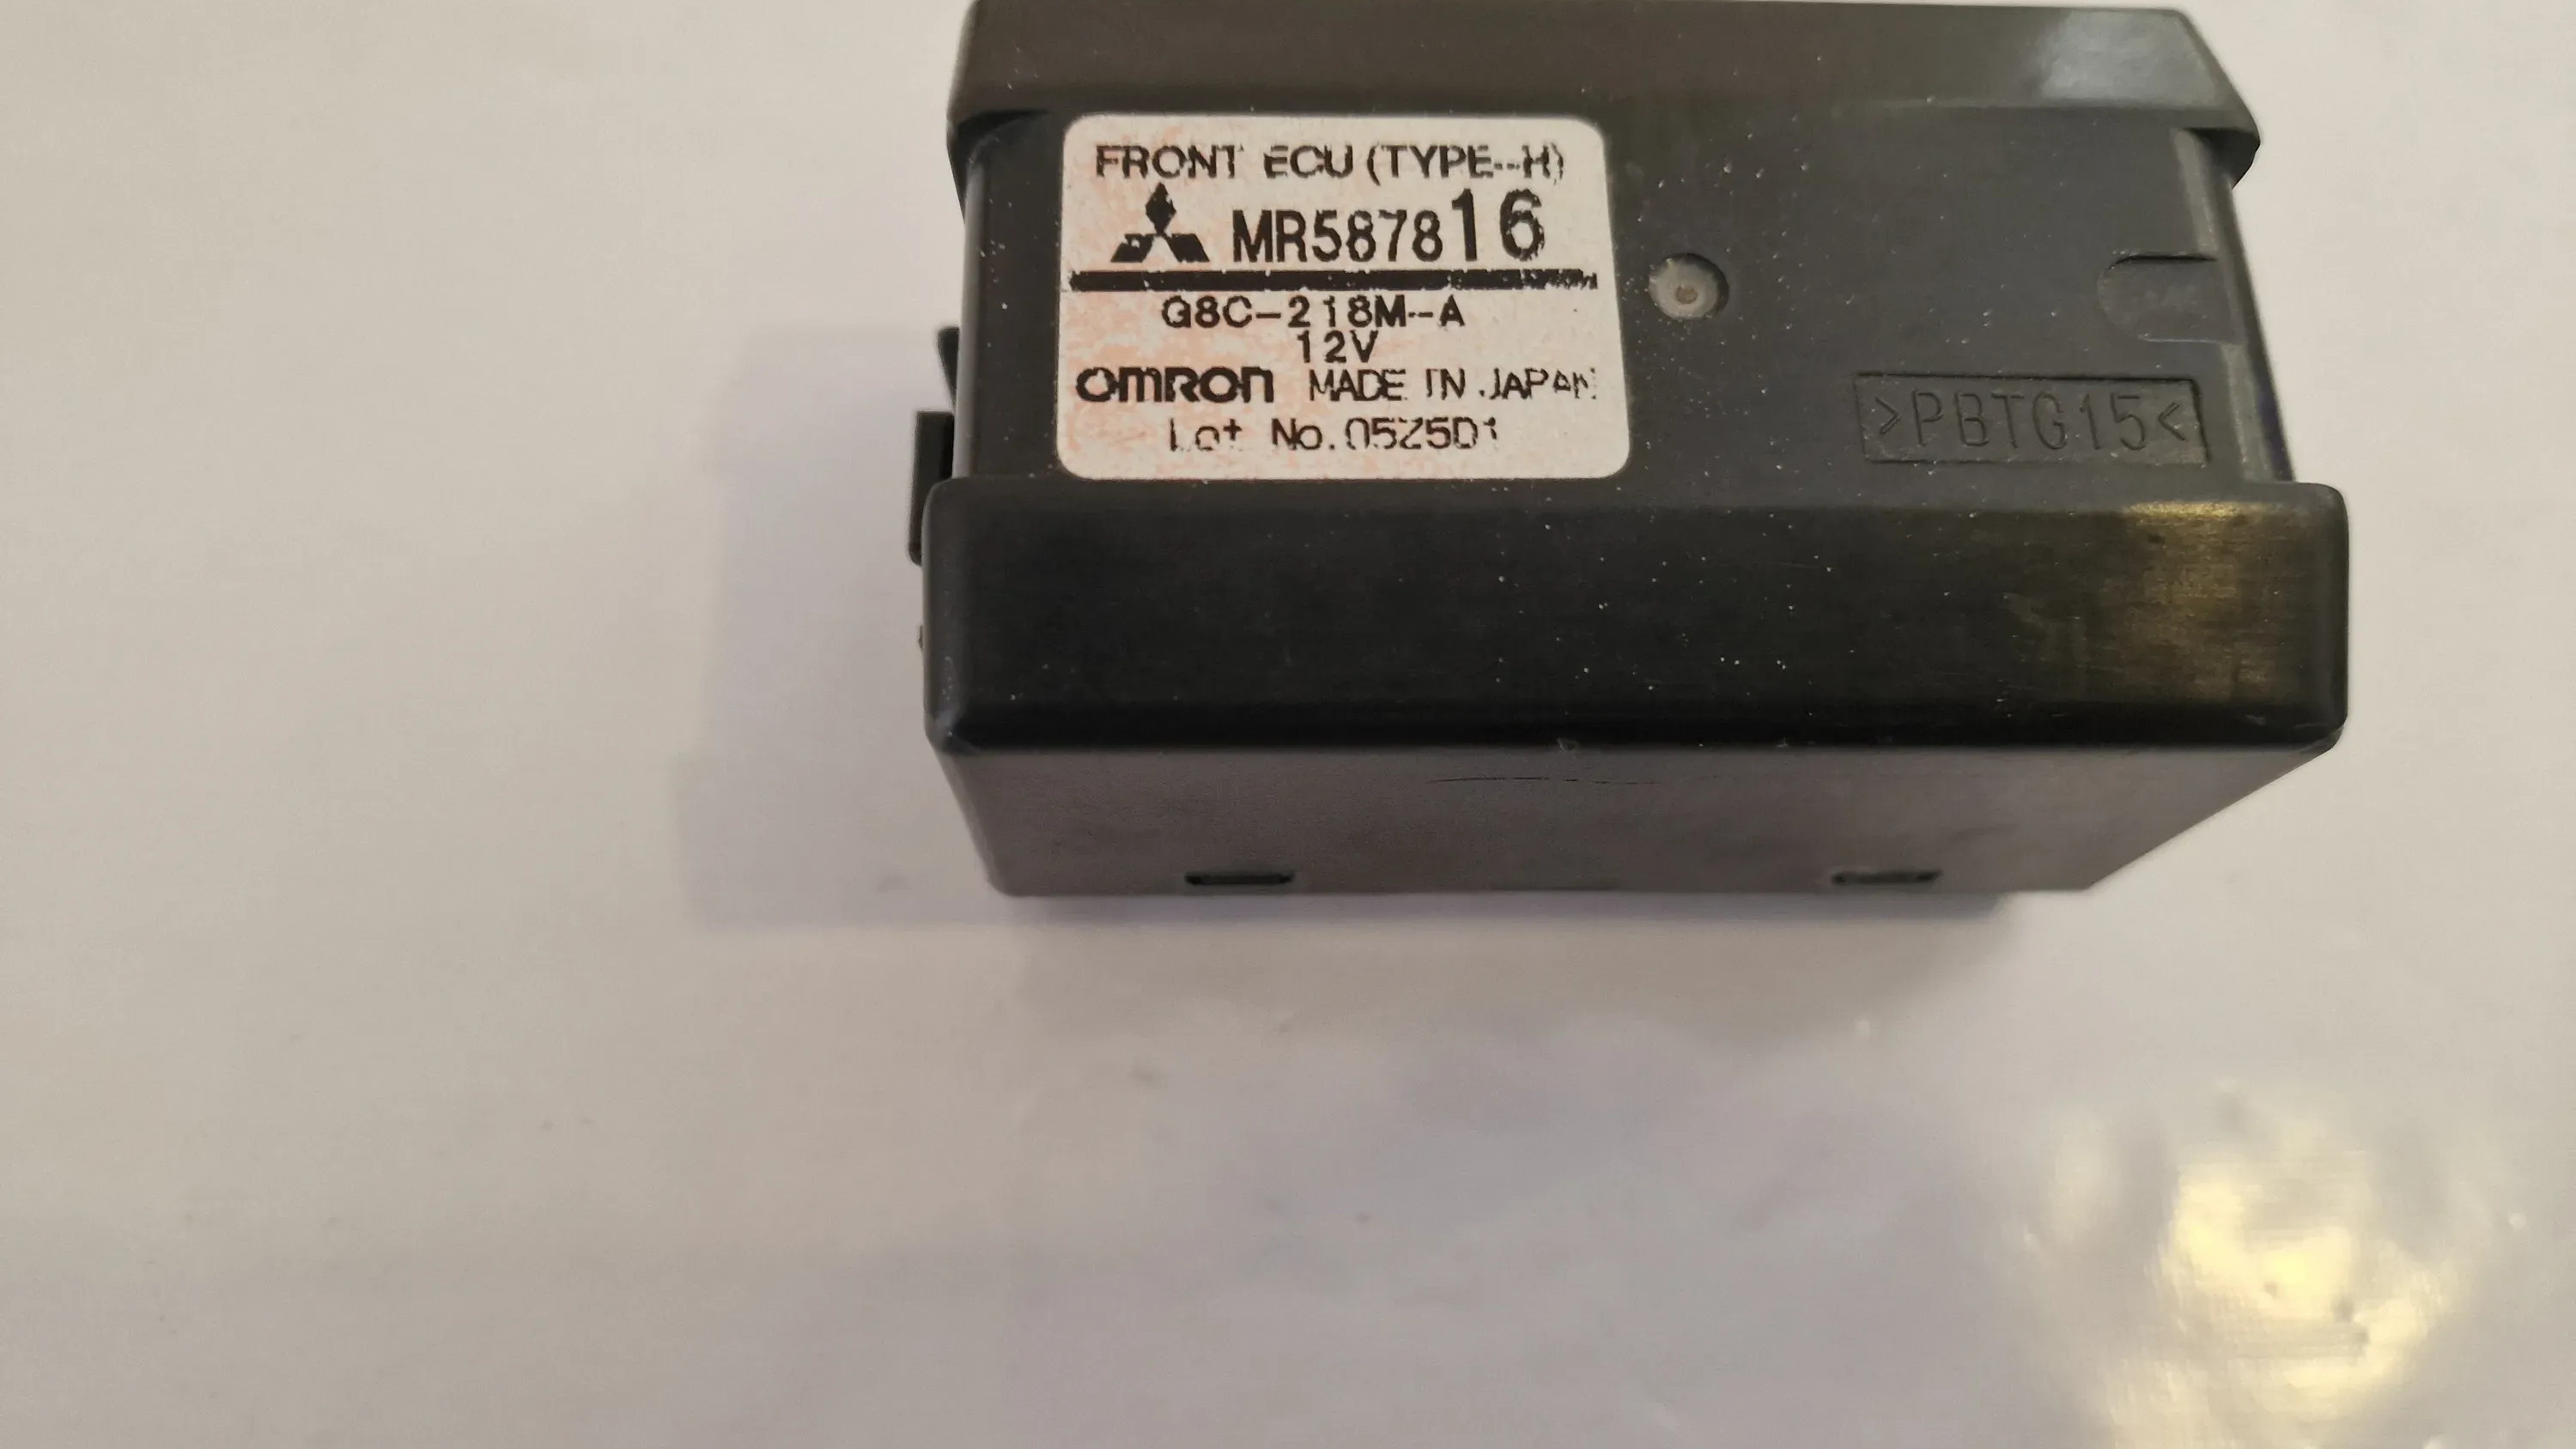 FRONT ECU (TYPE-H)
MR587816
G8C-218M-A
12V
OMRON MADE IN JAPAN
Lot No.05Z5D1
>PBTG15<